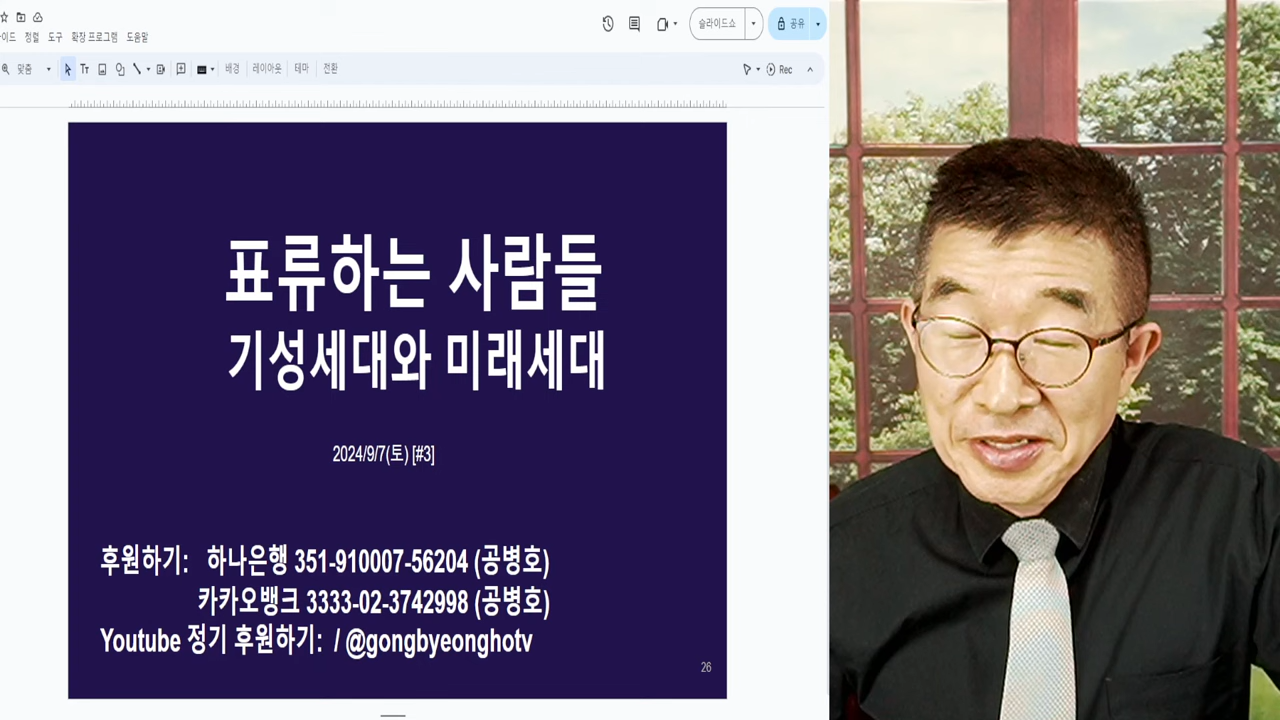 이드 정렬 도구 확장 프로그램 도움말
슬라이드쇼
공유
맞춤
Tт
배경
레이아웃
테마
전환
Rec
표류하는 사람들
기성세대와 미래세대
2024/9/7(토) [#3]
후원하기: 하나은행 351-910007-56204 (공병호)
카카오뱅크 3333-02-3742998 (공병호)
Youtube 정기 후원하기: / @gongbyeonghotv
26